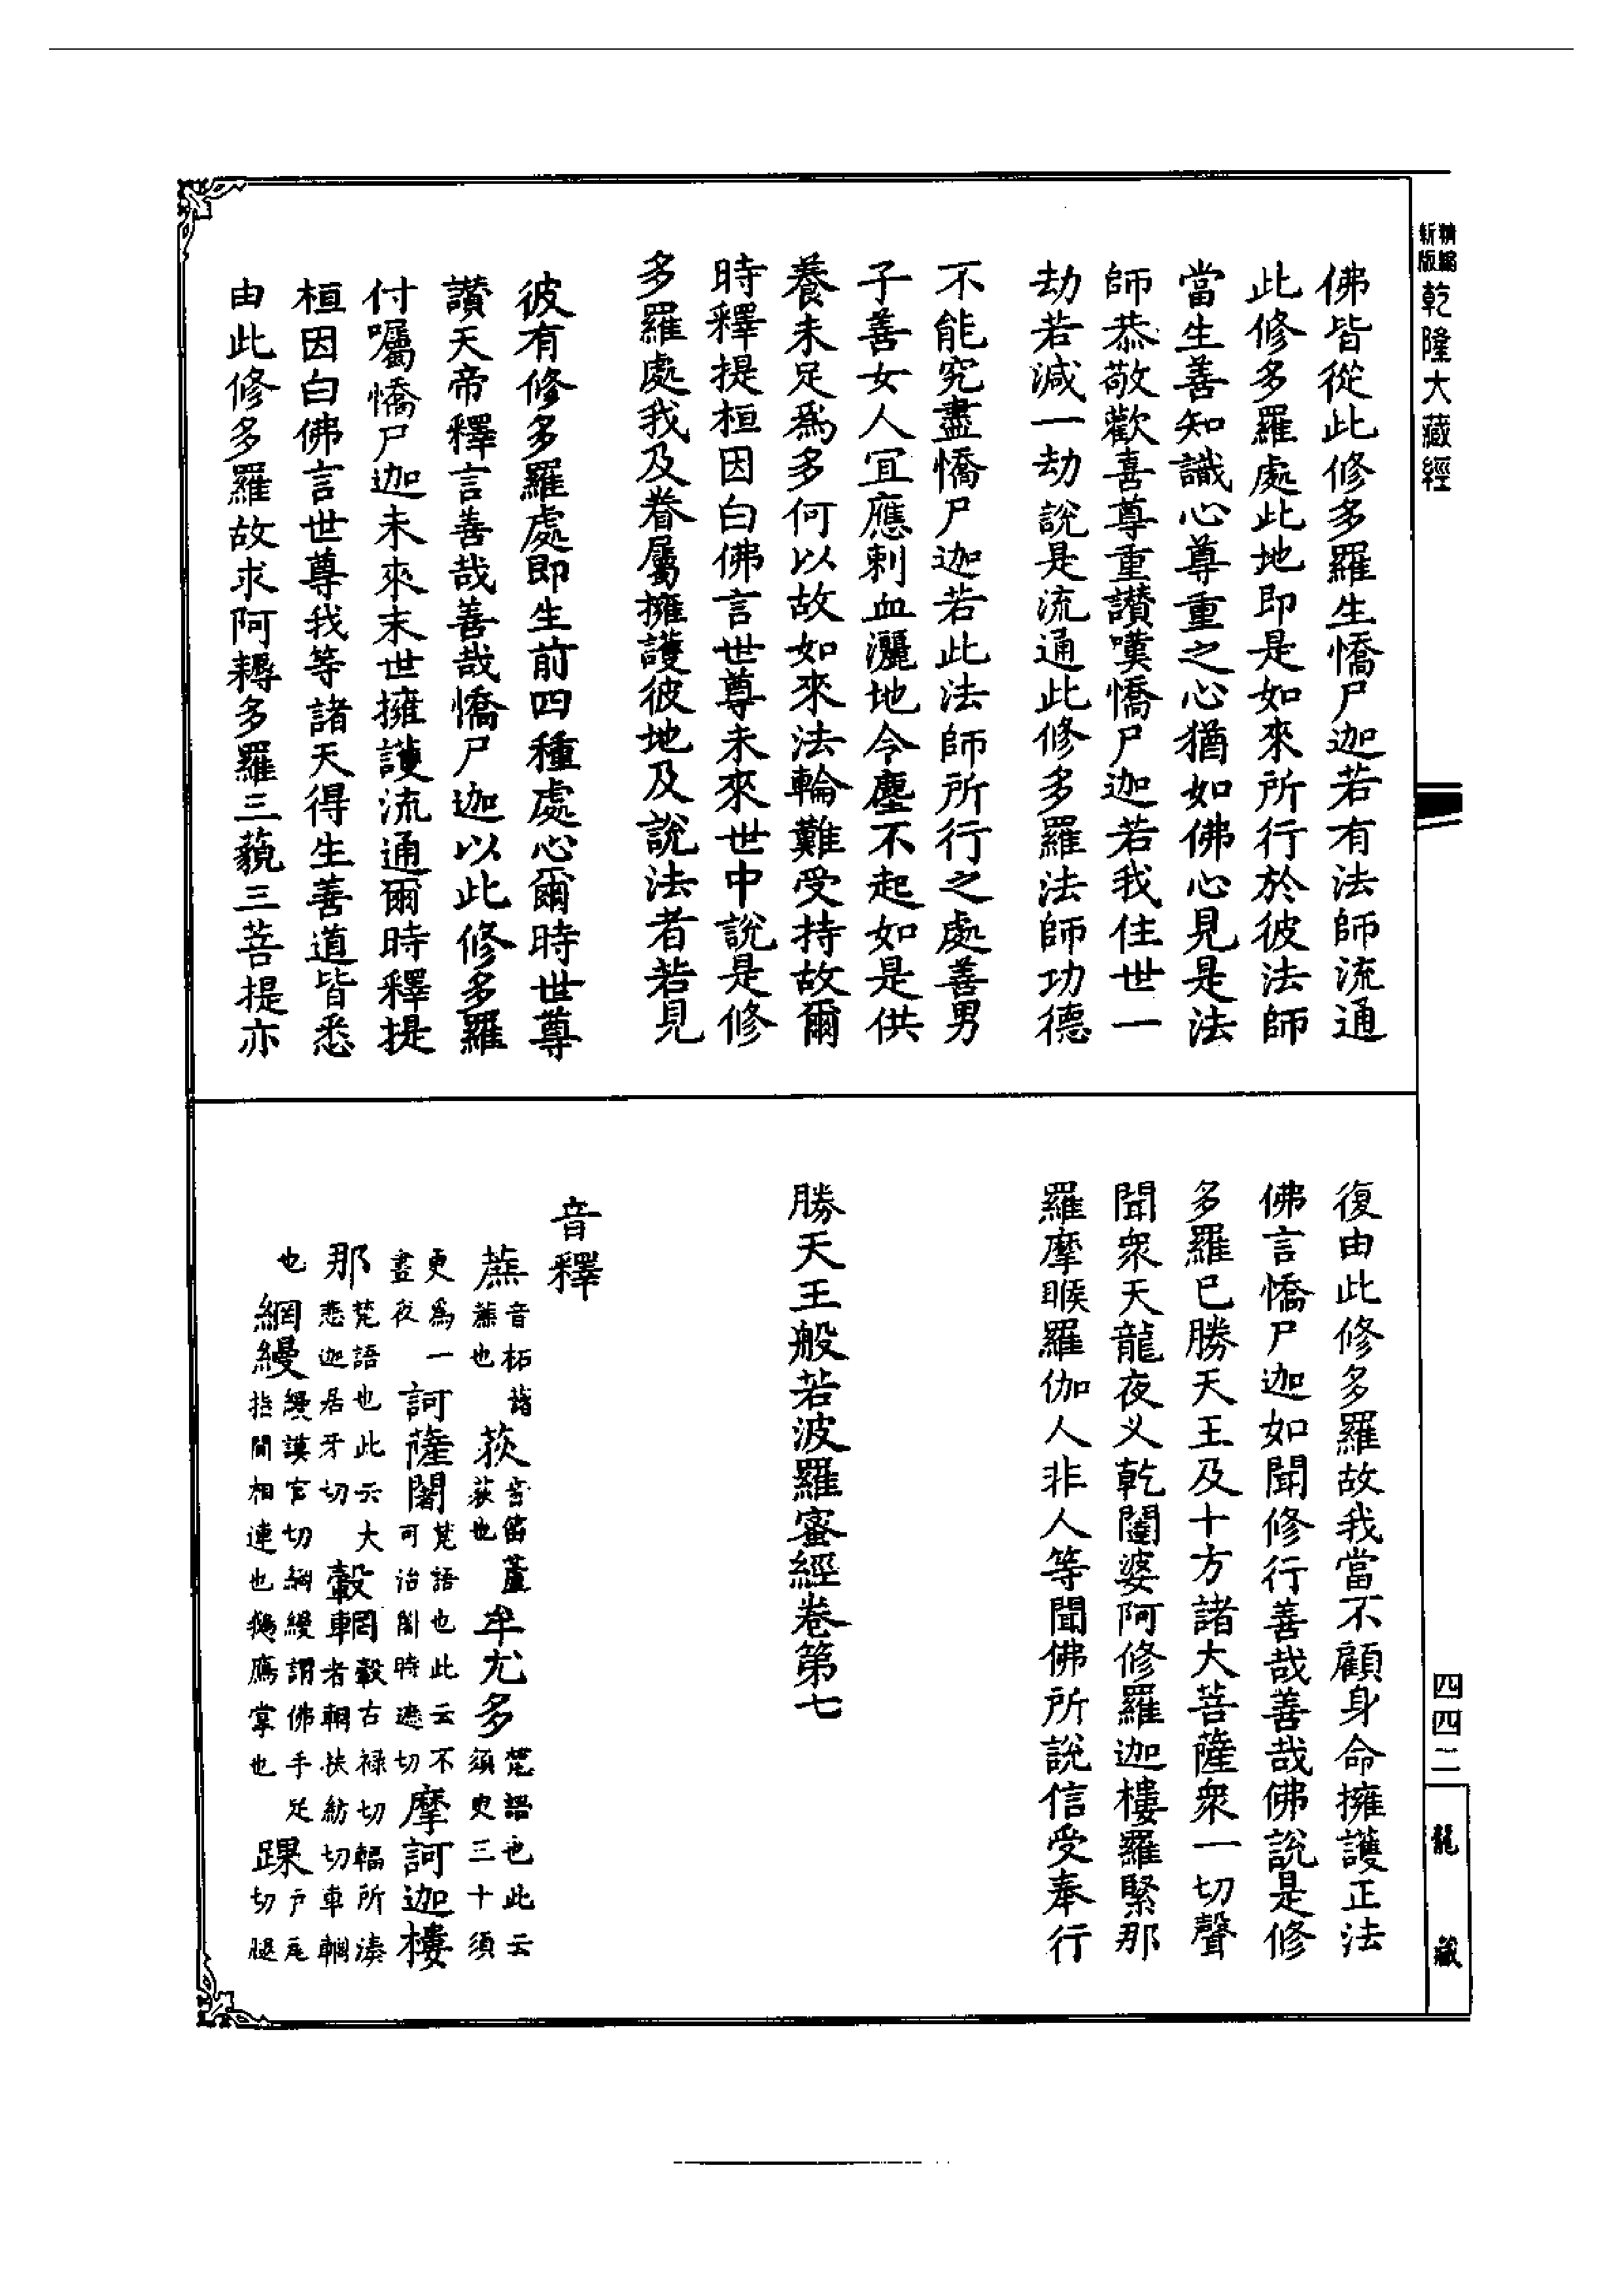 精編新版 乾隆大藏經
佛皆從此修多羅生憍尸迦若有法師流通
此修多羅處此地即是如來所行於彼法師
當生善知識心尊重之心猶如佛心見是法
師恭敬歡喜尊重讚嘆憍尸迦若我住世一
劫若減一劫說是流通此修多羅法師功德
不能究盡憍尸迦若此法師所行之處善男
子善女人宜應刺血灑地令塵不起如是供
養未足為多何以故如來法輪難受持故爾
時釋提桓因白佛言世尊未來世中說是修
多羅處我及眷屬擁護彼地及說法者若見
彼有修多羅處即生前四種處心爾時世尊
讚天帝釋言善哉善哉憍尸迦以此修多羅
付囑憍尸迦未來末世擁護流通爾時釋提
桓因白佛言世尊我等諸天得生善道皆悉
由此修多羅故求阿耨多羅三藐三菩提亦
復由此修多羅故我當不顧身命擁護正法
佛言憍尸迦如聞修行善哉善哉佛說是修
多羅已勝天王及十方諸大菩薩眾一切聲
聞衆天龍夜义乾闥婆阿修羅迦樓羅緊那
羅摩睺羅伽人非人等聞佛所說信受奉行
勝天王般若波羅蜜經卷第七
音釋
蔗音柘諸蔗也 荻音笛蘆荻也 牟尤多梵語也此云須臾三十須
更為一晝夜 訶薩闍梵語也此云不可治闍時遮切 摩訶迦樓
那梵語也此云大悲迦居牙切 轂輞轂古祿切輻所湊車者輞扶紡切車輞
也 網縵縵謨官切網縵謂佛手足指間相連也鵝鴈掌也 踝戶瓦切腿
四四二
龍藏